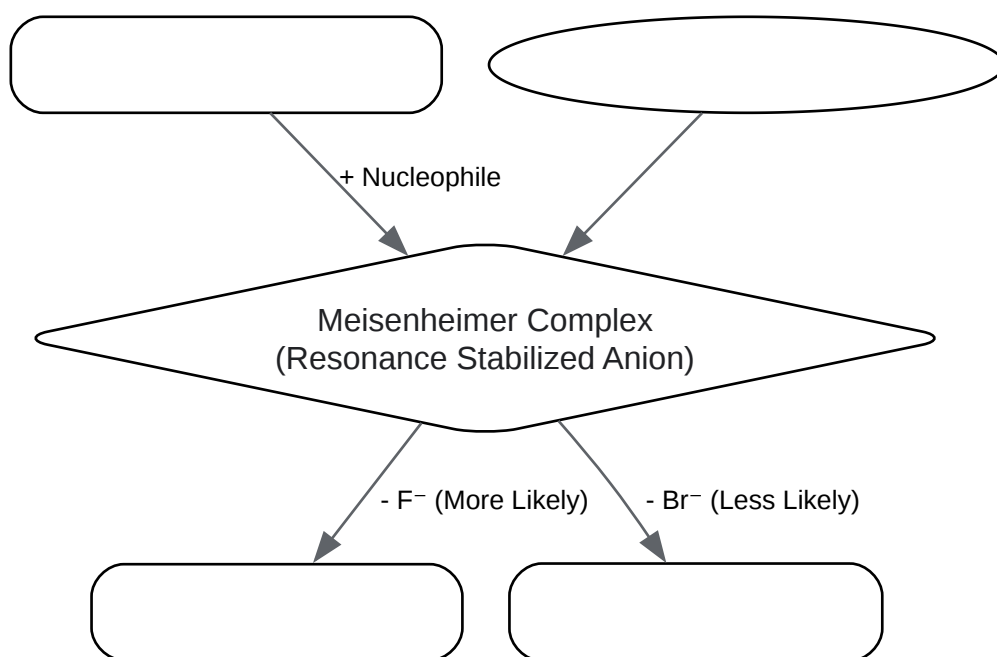 + Nucleophile
Meisenheimer Complex
(Resonance Stabilized Anion)
- F⁻ (More Likely)
- Br⁻ (Less Likely)